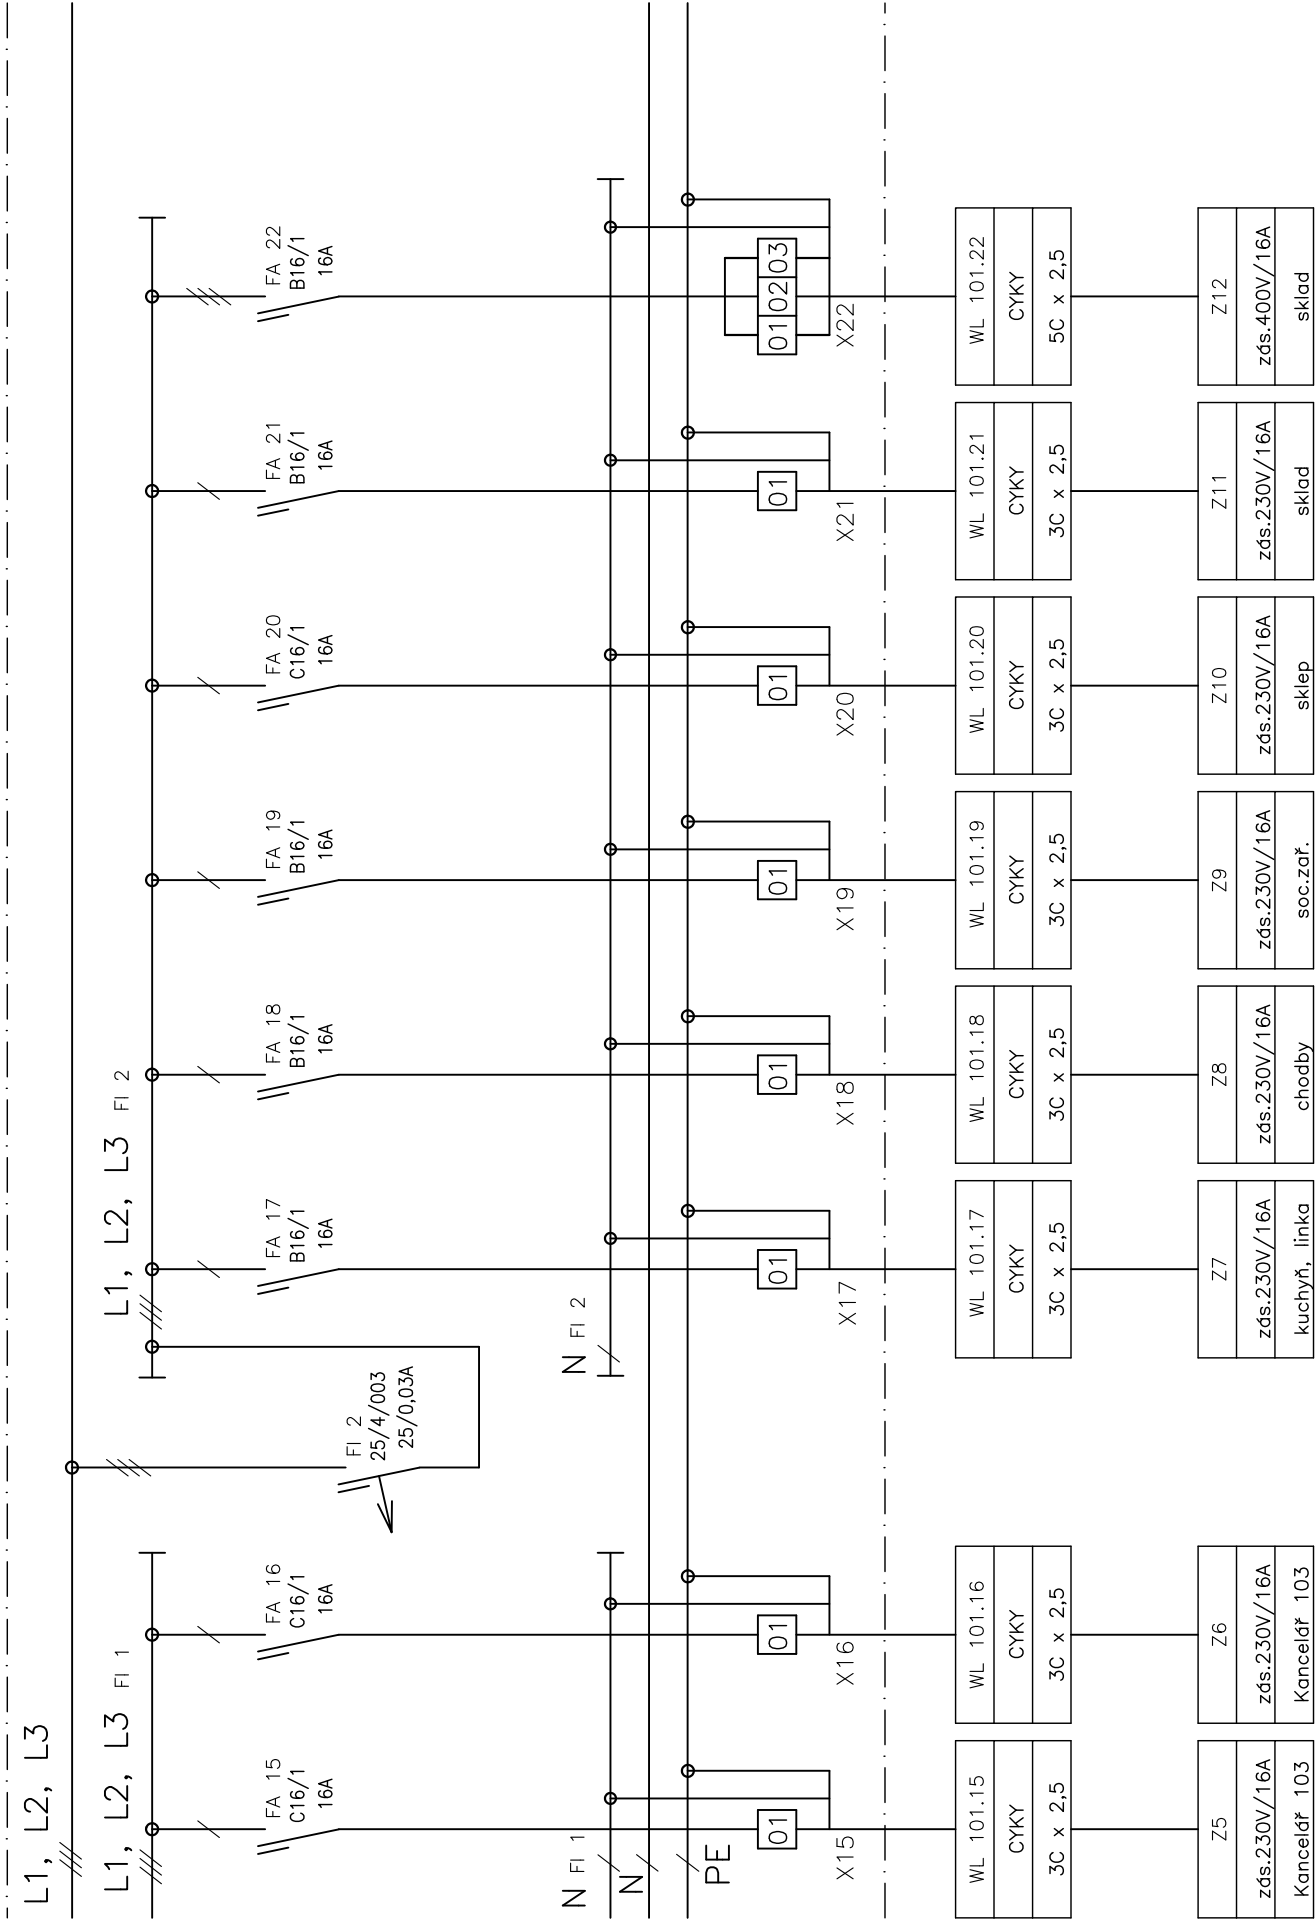 L1, L2, L3
L1, L2, L3 FI 1
L1, L2, L3 FI 2
FI 2
25/4/003
25/0,03A
FA 15
C16/1
16A
FA 16
C16/1
16A
FA 17
B16/1
16A
FA 18
B16/1
16A
FA 19
B16/1
16A
FA 20
C16/1
16A
FA 21
B16/1
16A
FA 22
B16/1
16A
N FI 1
N FI 2
N
PE
01
01
01
01
01
01
01
01 02 03
X15
X16
X17
X18
X19
X20
X21
X22
WL 101.15
CYKY
3C x 2,5
WL 101.16
CYKY
3C x 2,5
WL 101.17
CYKY
3C x 2,5
WL 101.18
CYKY
3C x 2,5
WL 101.19
CYKY
3C x 2,5
WL 101.20
CYKY
3C x 2,5
WL 101.21
CYKY
3C x 2,5
WL 101.22
CYKY
5C x 2,5
Z5
zás.230V/16A
Kancelář 103
Z6
zás.230V/16A
Kancelář 103
Z7
zás.230V/16A
kuchyň, linka
Z8
zás.230V/16A
chodby
Z9
zás.230V/16A
soc.zař.
Z10
zás.230V/16A
sklep
Z11
zás.230V/16A
sklad
Z12
zás.400V/16A
sklad